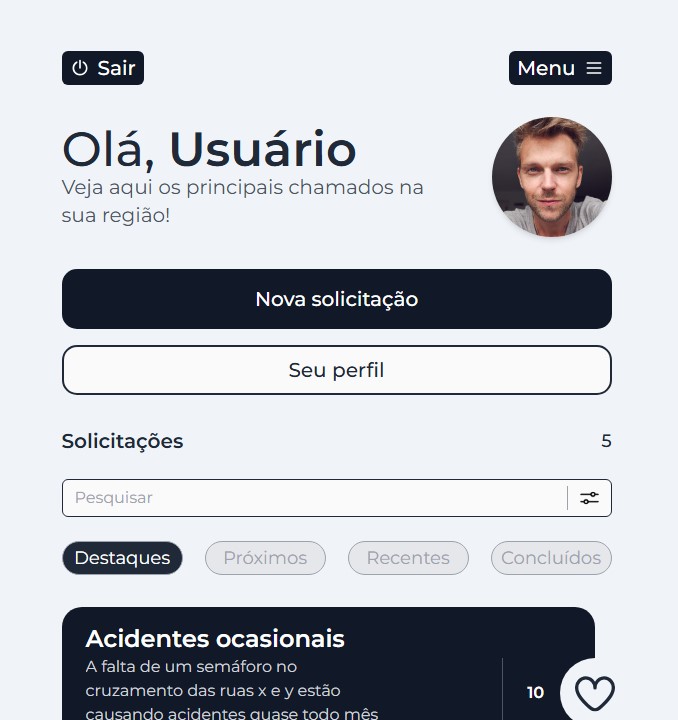 Sair
Menu
Olá, Usuário
Veja aqui os principais chamados na
sua região!
Nova solicitação
Seu perfil
Solicitações
5
Pesquisar
Destaques
Próximos
Recentes
Concluídos
Acidentes ocasionais
A falta de um semáforo no
cruzamento das ruas x e y estão
10
causando acidentes quase todo mês